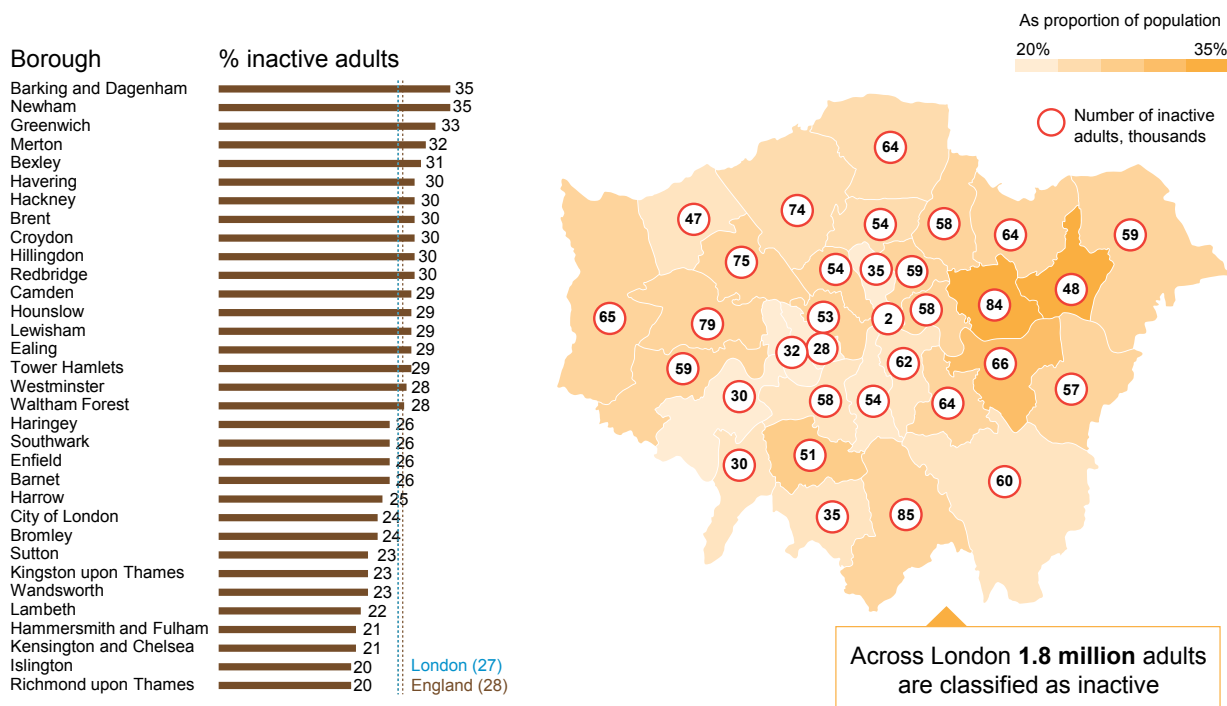 Borough % inactive adults
Barking and Dagenham 35
Newham 35
Greenwich 33
Merton 32
Bexley 31
Havering 30
Hackney 30
Brent 30
Croydon 30
Hillingdon 30
Redbridge 30
Camden 29
Hounslow 29
Lewisham 29
Ealing 29
Tower Hamlets 29
Westminster 28
Waltham Forest 28
Haringey 26
Southwark 26
Enfield 26
Barnet 26
Harrow 25
City of London 24
Bromley 24
Sutton 23
Kingston upon Thames 23
Wandsworth 23
Lambeth 22
Hammersmith and Fulham 21
Kensington and Chelsea 21
Islington 20
Richmond upon Thames 20
London (27)
England (28)
As proportion of population
20% 35%
Number of inactive
adults, thousands
64
47
74
54
58
64
59
75
54
35
59
48
84
65
79
53
2
58
32
28
62
66
59
57
30
58
54
64
51
30
60
35
85
Across London 1.8 million adults
are classified as inactive